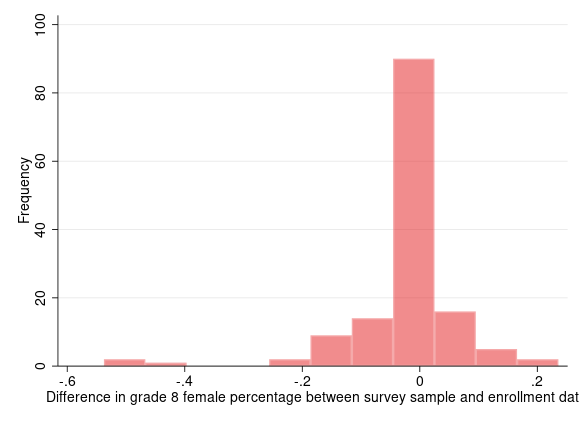 100
80
60
40
20
0
Frequency
-.6 -.4 -.2 0 .2
Difference in grade 8 female percentage between survey sample and enrollment dat